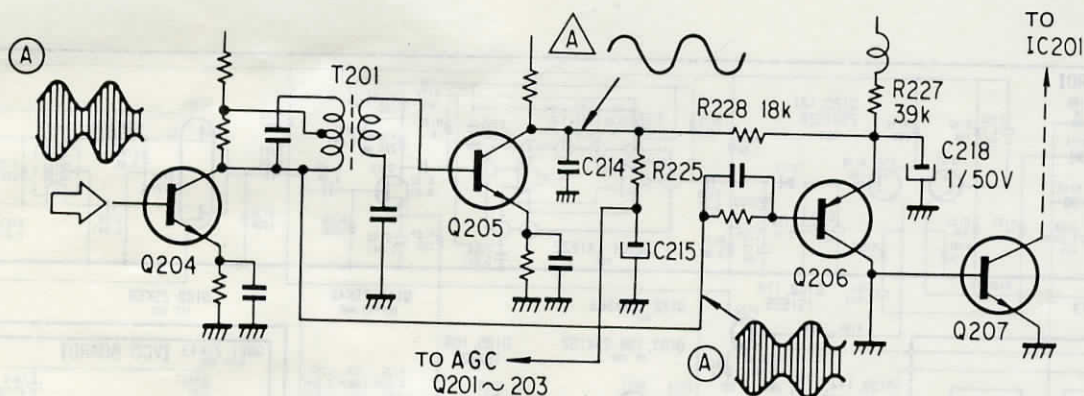 TO
IC201
A
A
T201
R228 18k
R227
39k
C218
1/50V
C214
R225
C215
Q204
Q205
Q206
Q207
A
TO AGC
Q201～203